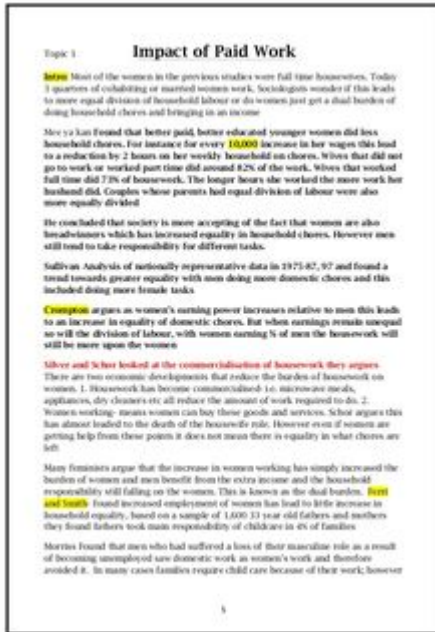 Topic 5 Impact of Paid Work
Intro: Most of the women in the previous studies were full time housewives. Today
3 quarters of cohabiting or married women work. Sociologists wonder if this leads
to more equal division of household labour or do women just get a dual burden of
doing household chores and bringing in an income
Mee ya kan Found that better paid, better educated younger women did less
household chores. For instance for every 10,000 increase in her wages this lead
to a reduction by 2 hours on her weekly household on chores. Wives that did not
go to work or worked part time did around 82% of the work. Wives that worked
full time did 73% of housework. The longer hours she worked the more work her
husband did. Couples whose parents had equal division of labour were also
more equally divided
He concluded that society is more accepting of the fact that women are also
breadwinners which has increased equality in household chores. However men
still tend to take responsibility for different tasks.
Sullivan Analysis of nationally representative data in 1975 87, 97 and found a
trend towards greater equality with men doing more domestic chores and this
included doing more female tasks
Crompton argues as women's earning power increases relative to men this leads
to an increase in equality of domestic chores. But when earnings remain unequal
so will the division of labour, with women earning ¾ of men the housework will
still be more upon the women
Silver and Schor looked at the commercialisation of housework they argues
There are two economic developments that reduce the burden of housework on
women. 1. Housework has become commercialised- i.e. microwave meals,
appliances, dry cleaners etc all reduce the amount of work required to do. 2.
Women working- means women can buy these goods and services. Schor argues this
has almost leaded to the death of the housewife role. However even if women are
getting help from these points it does not mean there is equality in what chores are
left
Many feminists argue that the increase in women working has simply increased the
burden of women and men benefit from the extra income and the household
responsibility still falling on the women. This is known as the dual burden. Ferri
and Smith- Found increased employment of women has lead to little increase in
household equality, based on a sample of 1,600 33 year old fathers and mothers
they found fathers took main responsibility of childcare in 4% of families
Morries Found that men who had suffered a loss of their masculine role as a result
of becoming unemployed saw domestic work as women's work and therefore
avoided it. In many cases families require child care because of their work; however
5